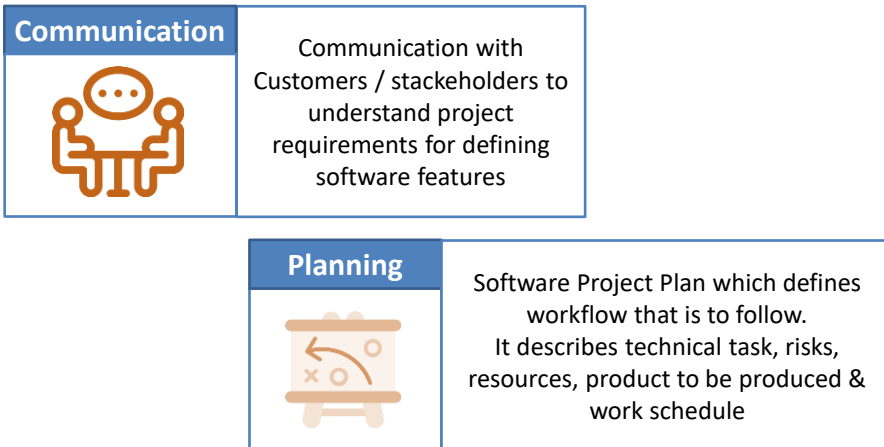 Communication
Communication with
Customers / stackeholders to
understand project
requirements for defining
software features
Planning
Software Project Plan which defines
workflow that is to follow.
It describes technical task, risks,
resources, product to be produced &
work schedule